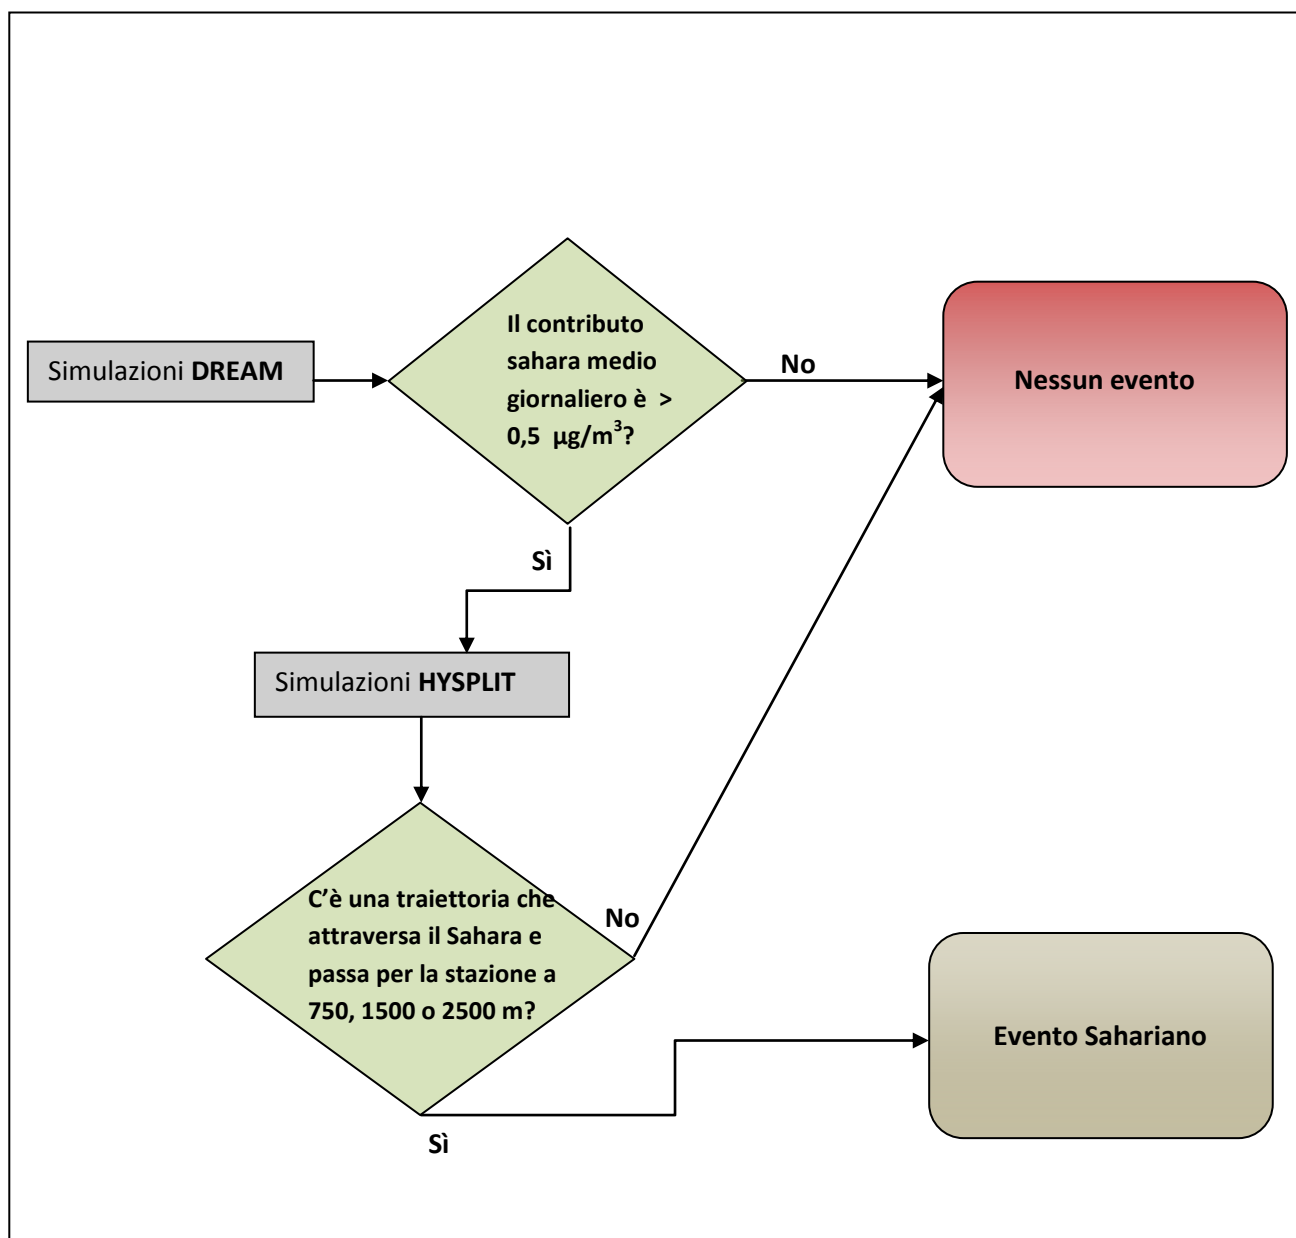 Il contributo
sahara medio
giornaliero è >
0,5 µg/m³?
Simulazioni DREAM
No
Nessun evento
Sì
Simulazioni HYSPLIT
C’è una traiettoria che
attraversa il Sahara e
passa per la stazione a
750, 1500 o 2500 m?
No
Evento Sahariano
Sì